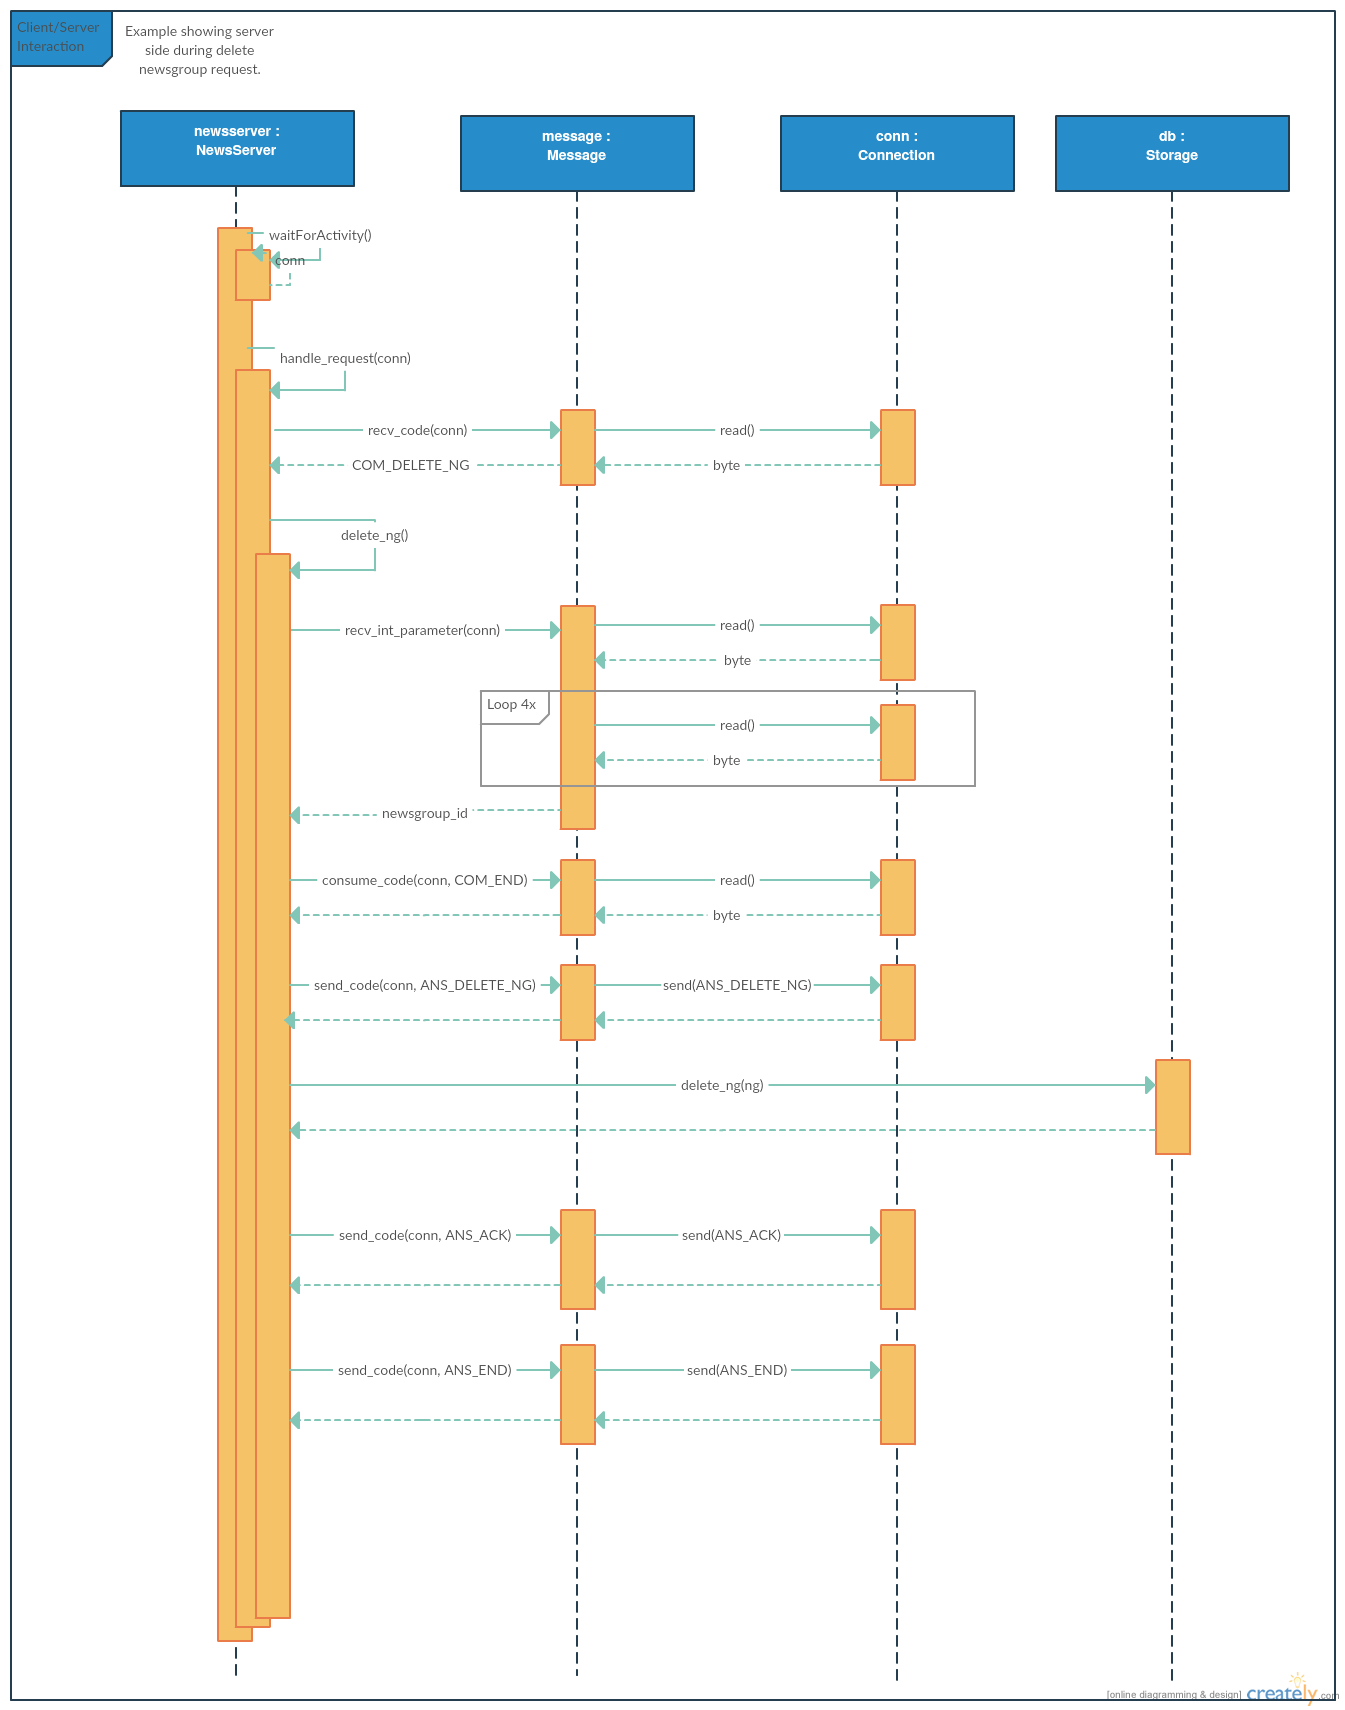 Client/Server
Interaction
Example showing server
side during delete
newsgroup request.
newsserver :
NewsServer
message :
Message
conn :
Connection
db :
Storage
waitForActivity()
conn
handle_request(conn)
recv_code(conn)
read()
COM_DELETE_NG
byte
delete_ng()
recv_int_parameter(conn)
read()
byte
Loop 4x
read()
byte
newsgroup_id
consume_code(conn, COM_END)
read()
byte
send_code(conn, ANS_DELETE_NG)
send(ANS_DELETE_NG)
delete_ng(ng)
send_code(conn, ANS_ACK)
send(ANS_ACK)
send_code(conn, ANS_END)
send(ANS_END)
[online diagramming & design] creately.com